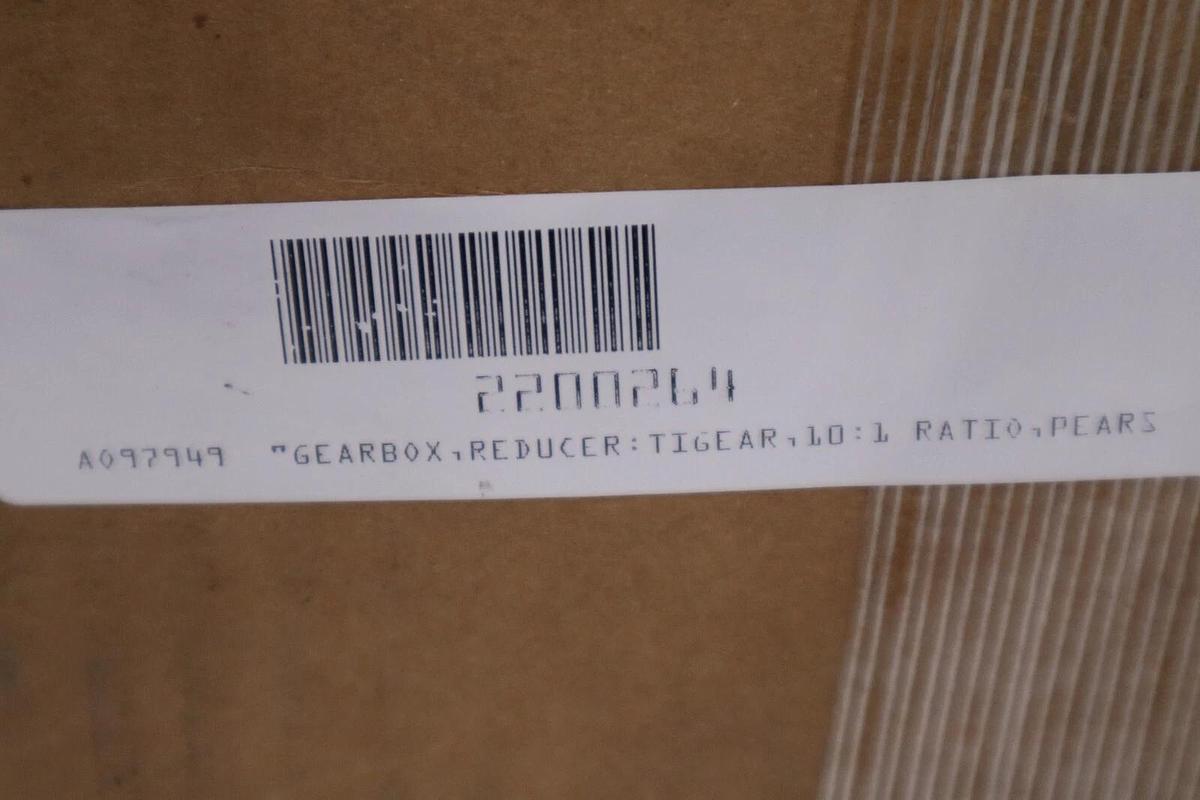 2200264
A097949 "GEARBOX,REDUCER:TIGEAR,10:1 RATIO,PEARS